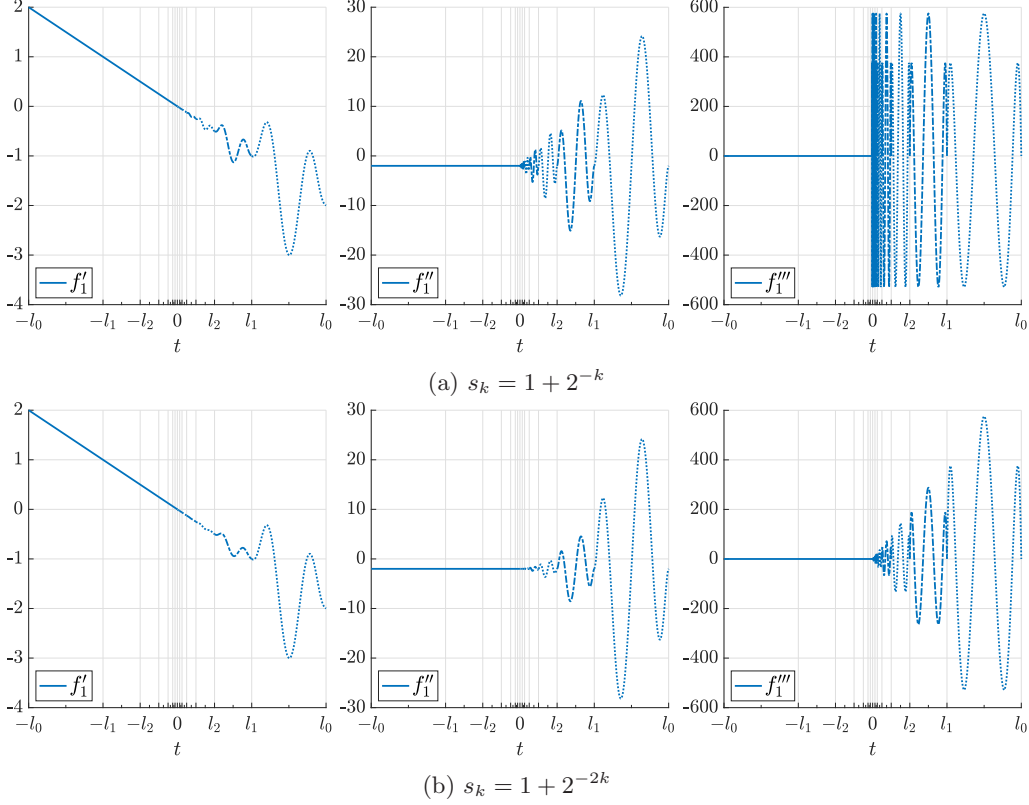 2
1
0
-1
-2
-3
-4
f₁′
−l₀ −l₁ −l₂ 0 l₂ l₁ l₀
t
30
20
10
0
-10
-20
-30
f₁″
−l₀ −l₁ −l₂ 0 l₂ l₁ l₀
t
600
400
200
0
-200
-400
-600
f₁‴
−l₀ −l₁ −l₂ 0 l₂ l₁ l₀
t
(a) sₖ = 1 + 2⁻ᵏ
2
1
0
-1
-2
-3
-4
f₁′
−l₀ −l₁ −l₂ 0 l₂ l₁ l₀
t
30
20
10
0
-10
-20
-30
f₁″
−l₀ −l₁ −l₂ 0 l₂ l₁ l₀
t
600
400
200
0
-200
-400
-600
f₁‴
−l₀ −l₁ −l₂ 0 l₂ l₁ l₀
t
(b) sₖ = 1 + 2⁻²ᵏ